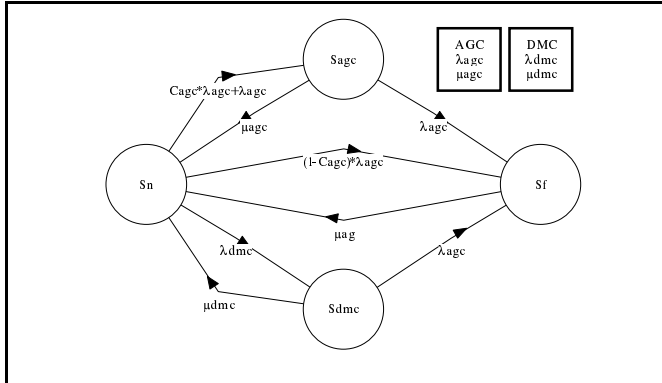 Sagc
AGC
λagc
μagc
DMC
λdmc
μdmc
Cagc*λagc+λagc
μagc
λagc
(1-Cagc)*λagc
Sn
Sf
μag
λdmc
λagc
μdmc
Sdmc